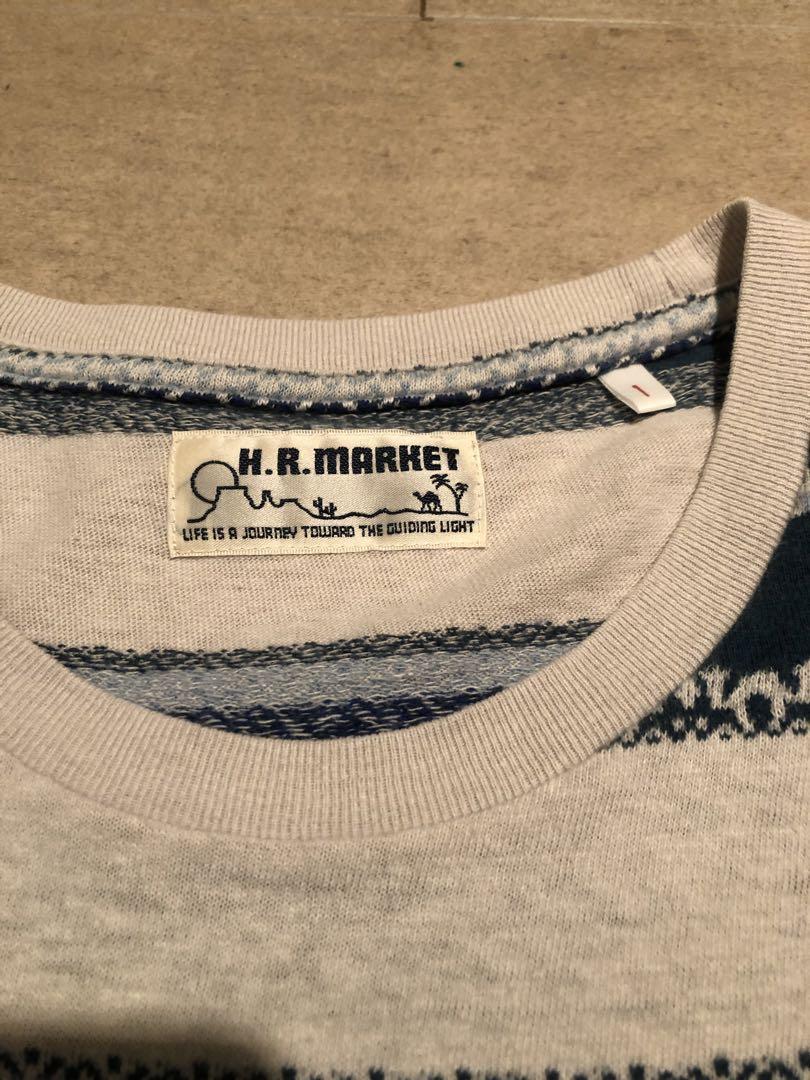 H.R.MARKET
LIFE IS A JOURNEY TOWARD THE GUIDING LIGHT
1